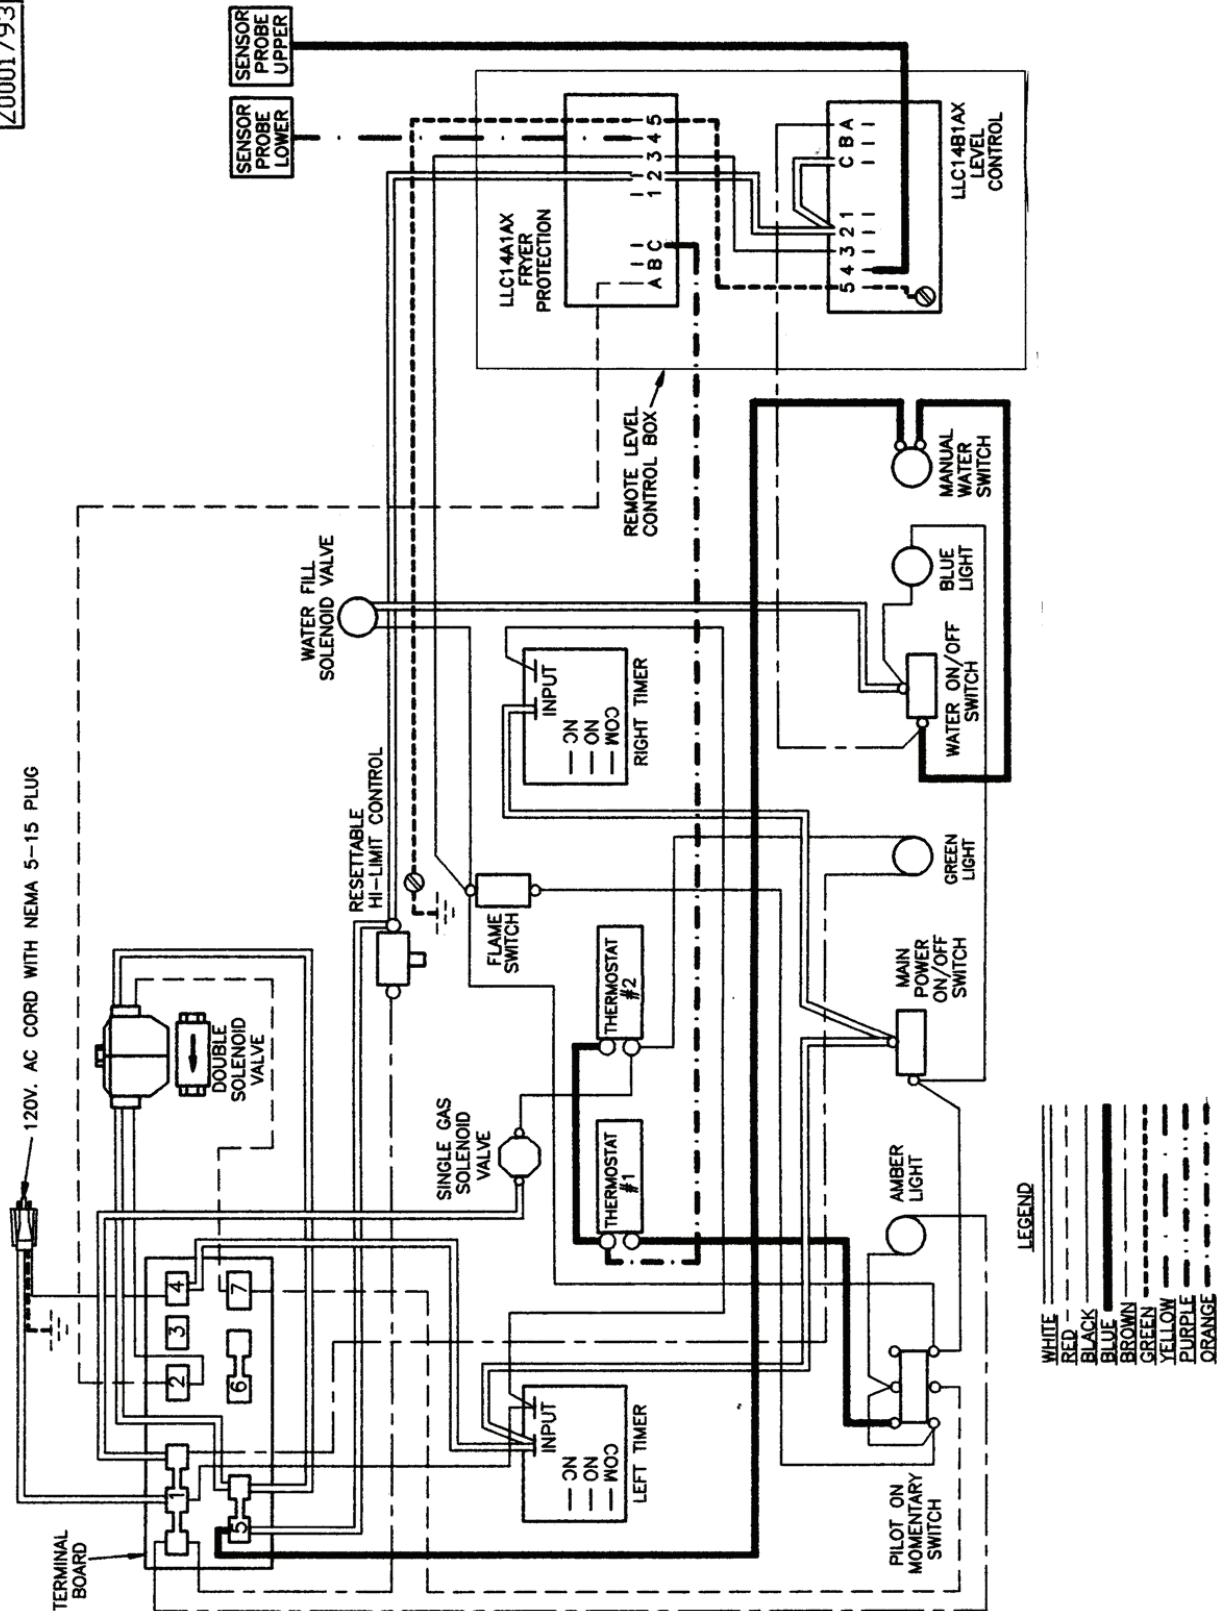 Z0001793
120V. AC CORD WITH NEMA 5-15 PLUG
SENSOR
PROBE
UPPER
SENSOR
PROBE
LOWER
LLC14A1AX
FRYER
PROTECTION
A B C 1 2 3 4 5
LLC14B1AX
LEVEL
CONTROL
5 4 3 2 1 C B A
REMOTE LEVEL
CONTROL BOX
WATER FILL
SOLENOID VALVE
RESETTABLE
HI-LIMIT CONTROL
FLAME
SWITCH
INPUT
NC
NO
COM
RIGHT TIMER
MANUAL
WATER
SWITCH
BLUE
LIGHT
WATER ON/OFF
SWITCH
GREEN
LIGHT
MAIN
POWER
ON/OFF
SWITCH
AMBER
LIGHT
PILOT ON
MOMENTARY
SWITCH
THERMOSTAT
#2
THERMOSTAT
#1
SINGLE GAS
SOLENOID
VALVE
DOUBLE
SOLENOID
VALVE
TERMINAL
BOARD
1
2
3
4
5
6
7
INPUT
NC
NO
COM
LEFT TIMER
LEGEND
WHITE
RED
BLACK
BLUE
BROWN
GREEN
YELLOW
PURPLE
ORANGE